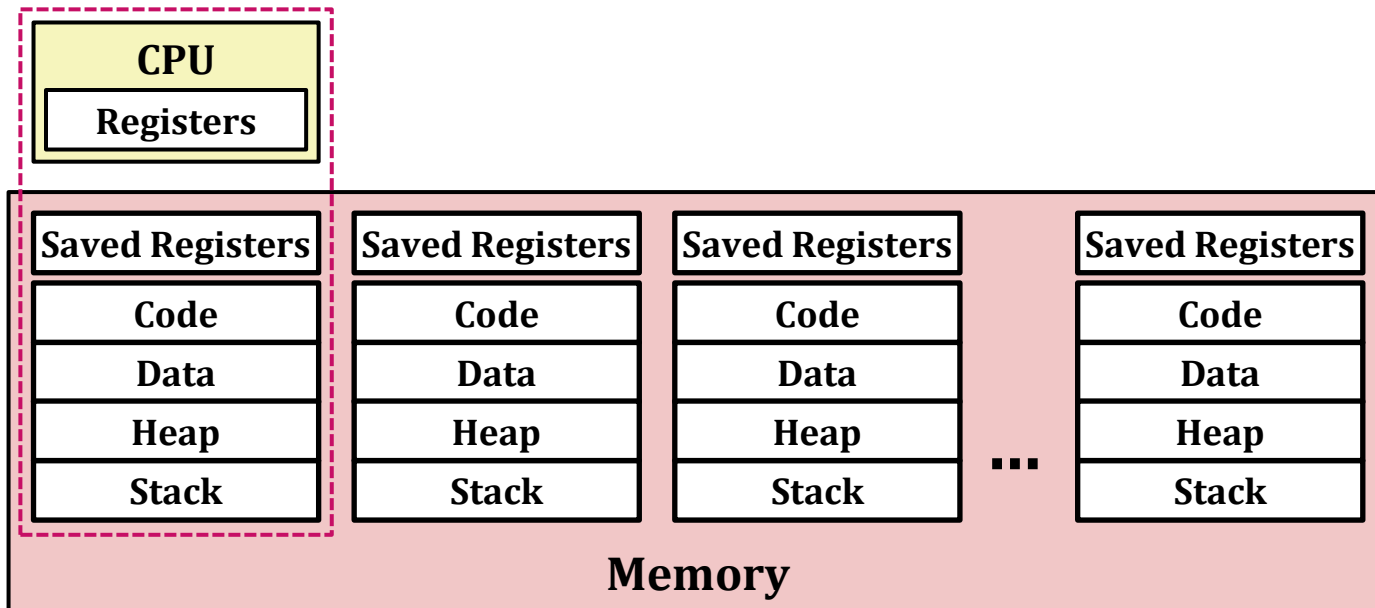 CPU
Registers
Saved Registers Saved Registers Saved Registers Saved Registers
Code Code Code Code
Data Data Data Data
Heap Heap Heap Heap
...
Stack Stack Stack Stack
Memory